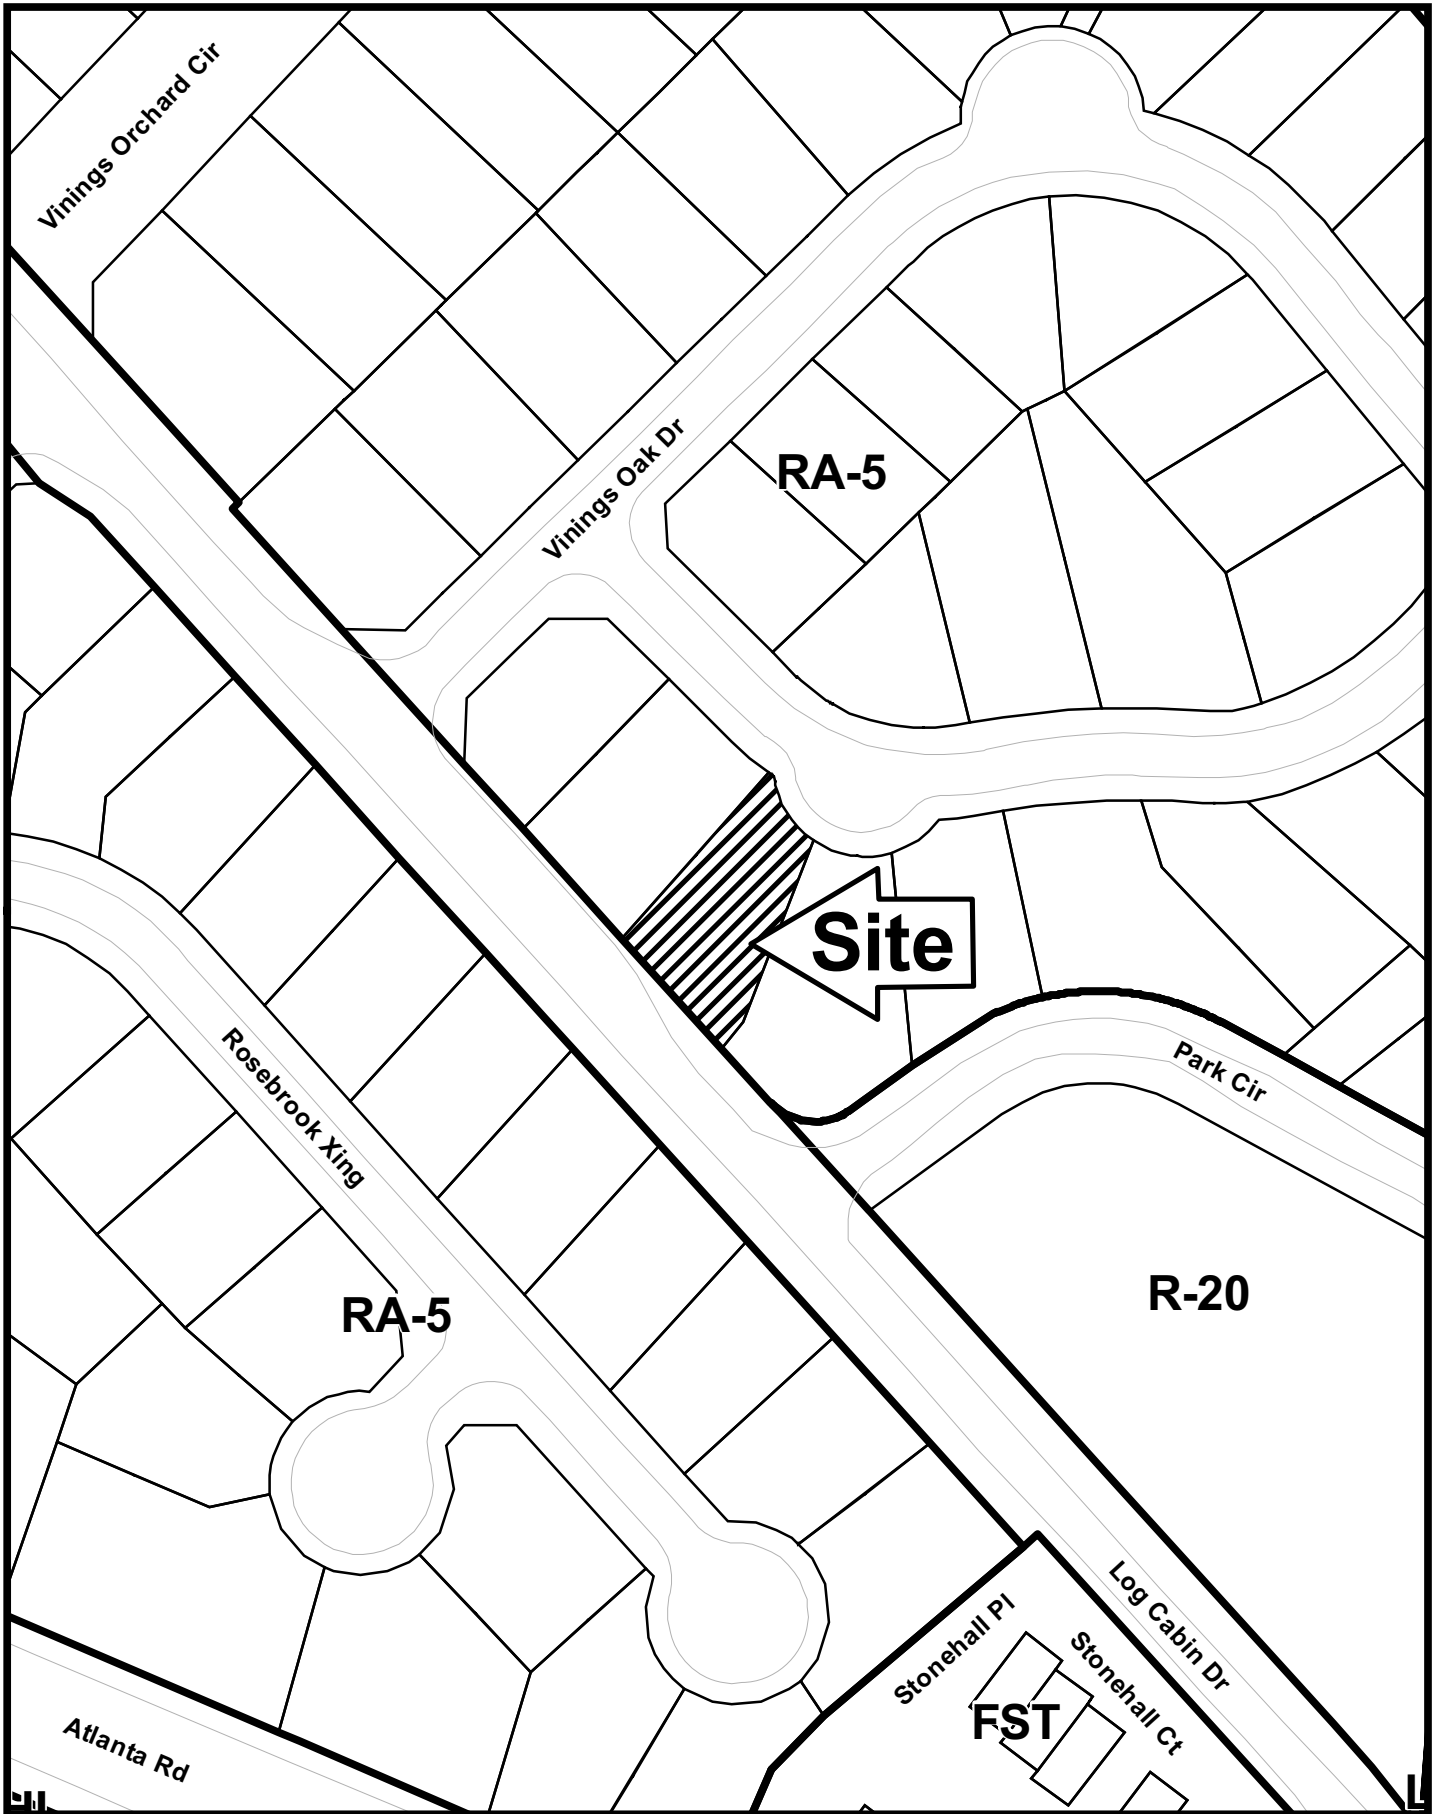 Vinings Orchard Cir
Vinings Oak Dr
RA-5
Site
Park Cir
Rosebrook Xing
RA-5
R-20
Log Cabin Dr
Stonehall Pl
Stonehall Ct
FST
Atlanta Rd